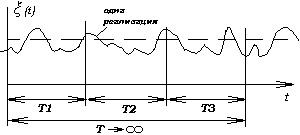 ξ(t)
одна
реализация
t
T1 T2 T3
T → ∞